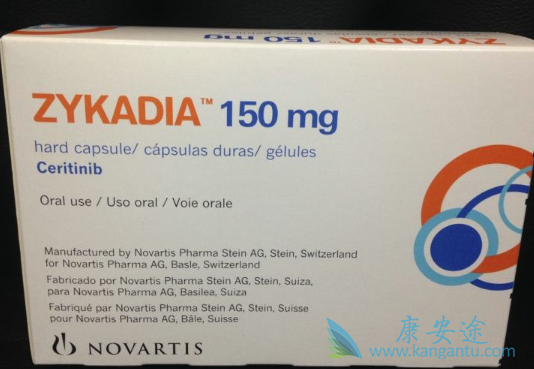 ZYKADIA™ 150 mg
ZYKADIA™ 150 mg
hard capsule/ cápsulas duras/ gélules
Ceritinib
Oral use / Uso oral / Voie orale
Manufactured by Novartis Pharma Stein AG, Stein, Switzerland
for Novartis Pharma AG, Basle, Switzerland
Fabricado por Novartis Pharma Stein AG, Stein, Suiza,
para Novartis Pharma AG, Basilea, Suiza
Fabriqué par Novartis Pharma Stein AG, Stein, Suisse
pour Novartis Pharma AG, Bâle, Suisse
NOVARTIS
康安途
www.kangantu.com